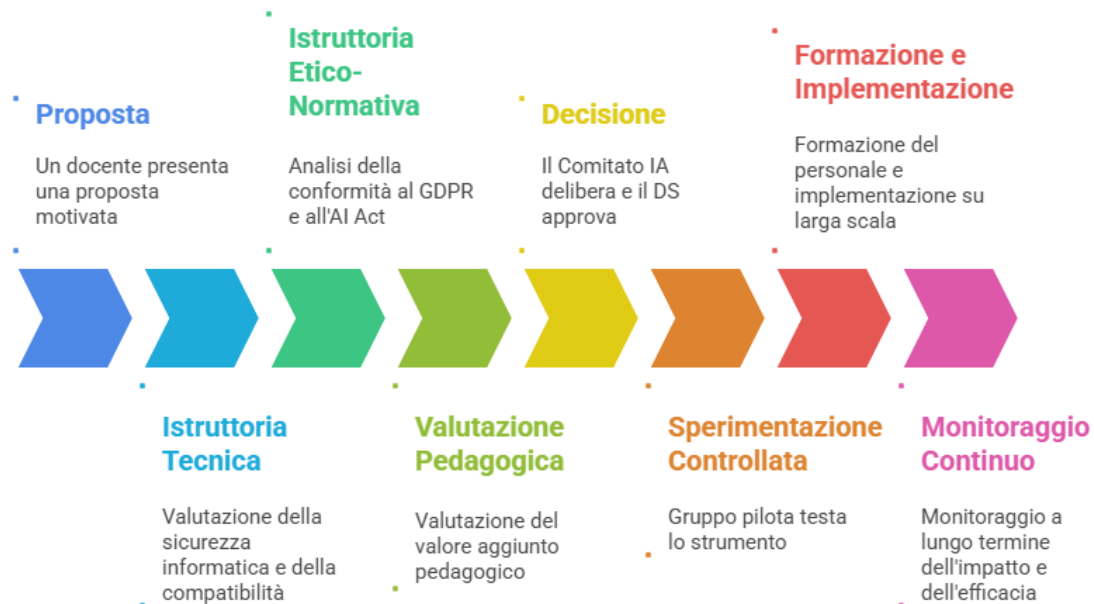 Proposta
Un docente presenta
una proposta
motivata
Istruttoria
Tecnica
Valutazione della
sicurezza
informatica e della
compatibilità
Istruttoria
Etico-
Normativa
Analisi della
conformità al GDPR
e all'AI Act
Valutazione
Pedagogica
Valutazione del
valore aggiunto
pedagogico
Decisione
Il Comitato IA
delibera e il DS
approva
Sperimentazione
Controllata
Gruppo pilota testa
lo strumento
Formazione e
Implementazione
Formazione del
personale e
implementazione su
larga scala
Monitoraggio
Continuo
Monitoraggio a
lungo termine
dell'impatto e
dell'efficacia